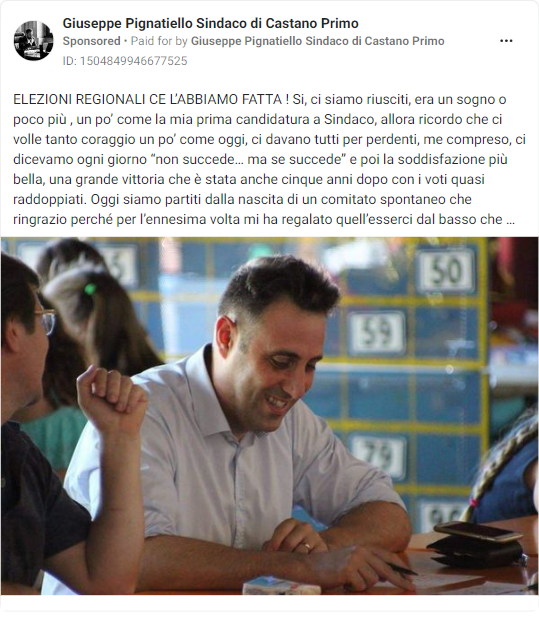 Giuseppe Pignatiello Sindaco di Castano Primo
Sponsored • Paid for by Giuseppe Pignatiello Sindaco di Castano Primo
ID: 1504849946677525
ELEZIONI REGIONALI CE L’ABBIAMO FATTA ! Si, ci siamo riusciti, era un sogno o
poco più , un po’ come la mia prima candidatura a Sindaco, allora ricordo che ci
volle tanto coraggio un po’ come oggi, ci davano tutti per perdenti, me compreso, ci
dicevamo ogni giorno “non succede… ma se succede” e poi la soddisfazione più
bella, una grande vittoria che è stata anche cinque anni dopo con i voti quasi
raddoppiati. Oggi siamo partiti dalla nascita di un comitato spontaneo che
ringrazio perché per l’ennesima volta mi ha regalato quell’esserci dal basso che ...
50
59
79